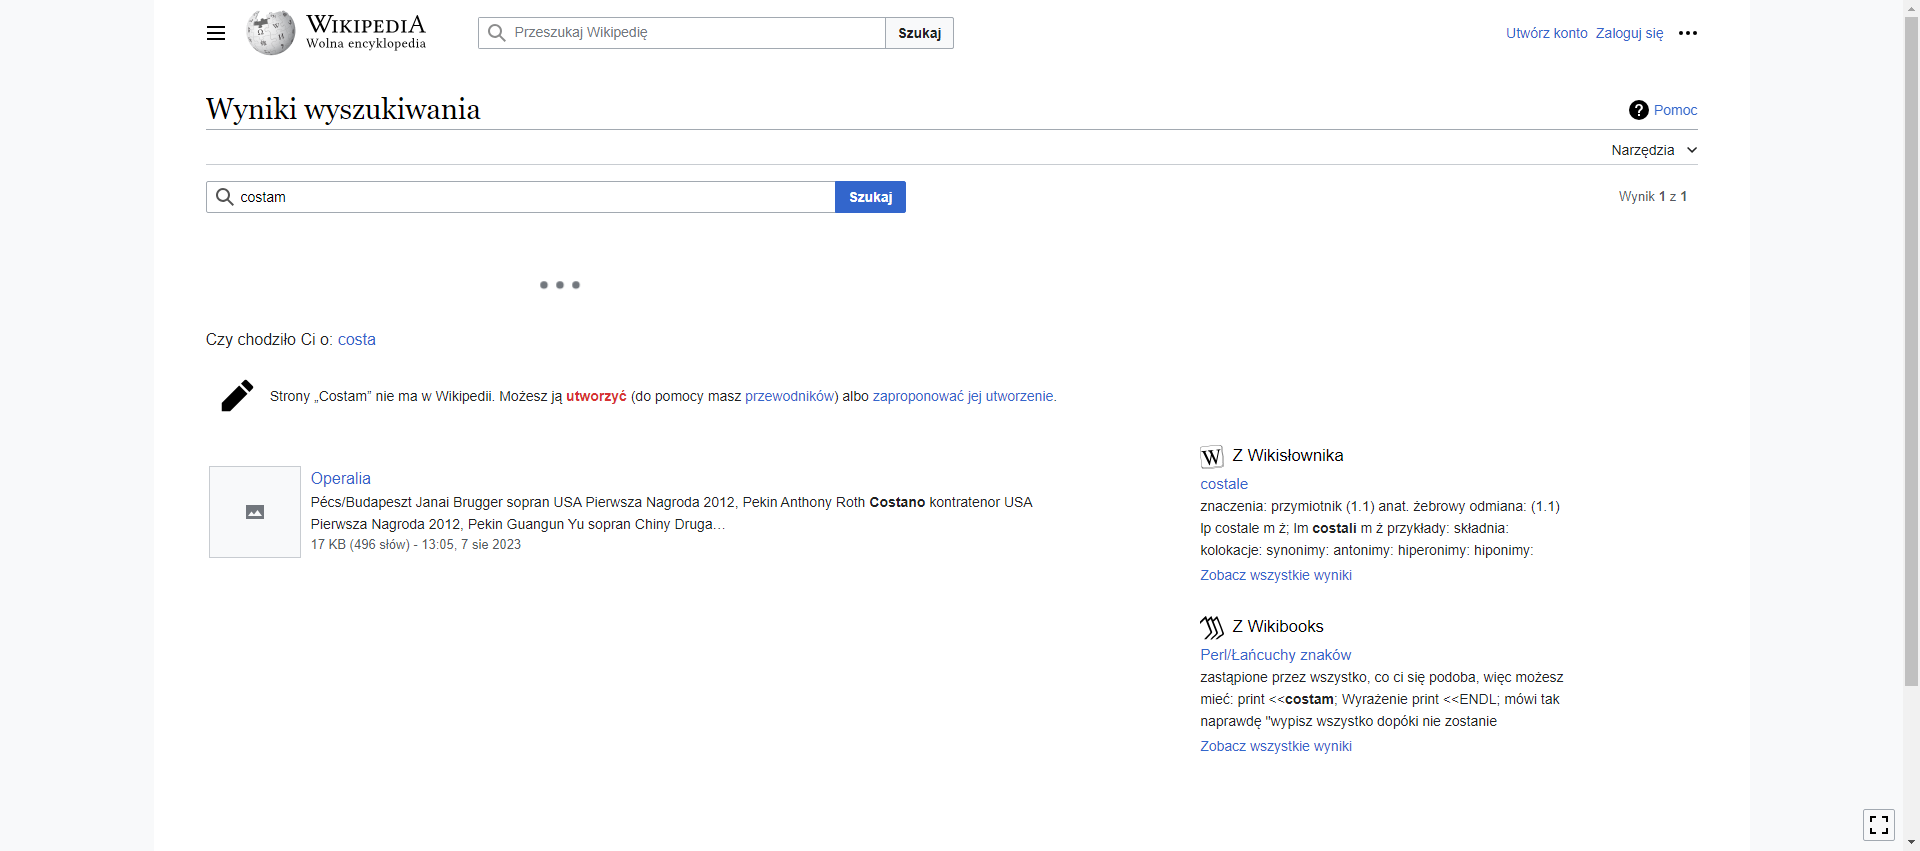 WIKIPEDIA
Wolna encyklopedia
Przeszukaj Wikipedię
Szukaj
Utwórz konto Zaloguj się
Wyniki wyszukiwania
? Pomoc
Narzędzia
costam
Szukaj
Wynik 1 z 1
Czy chodziło Ci o: costa
Strony „Costam” nie ma w Wikipedii. Możesz ją utworzyć (do pomocy masz przewodników) albo zaproponować jej utworzenie.
Operalia
Pécs/Budapeszt Janai Brugger sopran USA Pierwsza Nagroda 2012, Pekin Anthony Roth Costano kontratenor USA
Pierwsza Nagroda 2012, Pekin Guangun Yu sopran Chiny Druga…
17 KB (496 słów) - 13:05, 7 sie 2023
W Z Wikisłownika
costale
znaczenia: przymiotnik (1.1) anat. żebrowy odmiana: (1.1)
lp costale m ż; lm costali m ż przykłady: składnia:
kolokacje: synonimy: antonimy: hiperonimy: hiponimy:
Zobacz wszystkie wyniki
Z Wikibooks
Perl/Łańcuchy znaków
zastąpione przez wszystko, co ci się podoba, więc możesz
mieć: print <<costam; Wyrażenie print <<ENDL; mówi tak
naprawdę "wypisz wszystko dopóki nie zostanie
Zobacz wszystkie wyniki